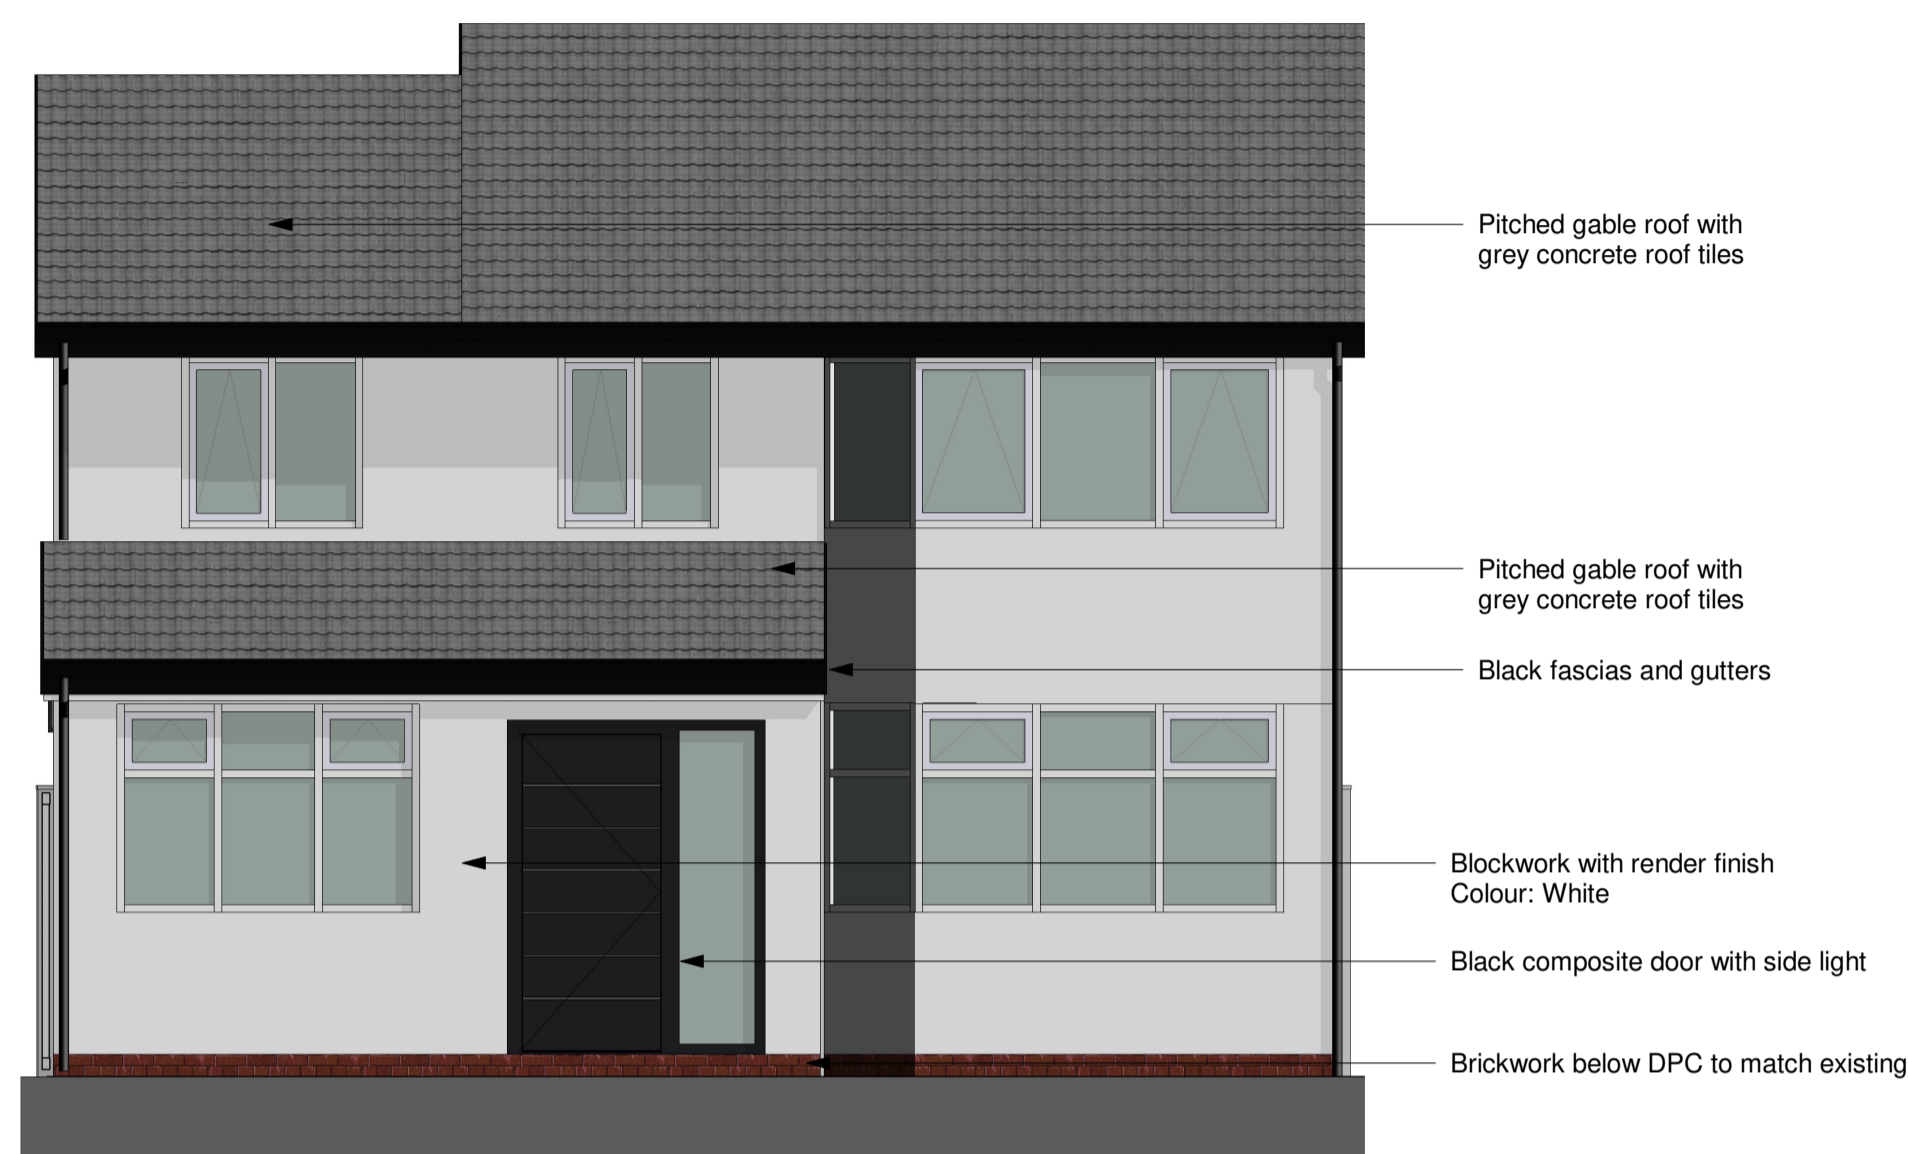 Pitched gable roof with
grey concrete roof tiles
Pitched gable roof with
grey concrete roof tiles
Black fascias and gutters
Blockwork with render finish
Colour: White
Black composite door with side light
Brickwork below DPC to match existing